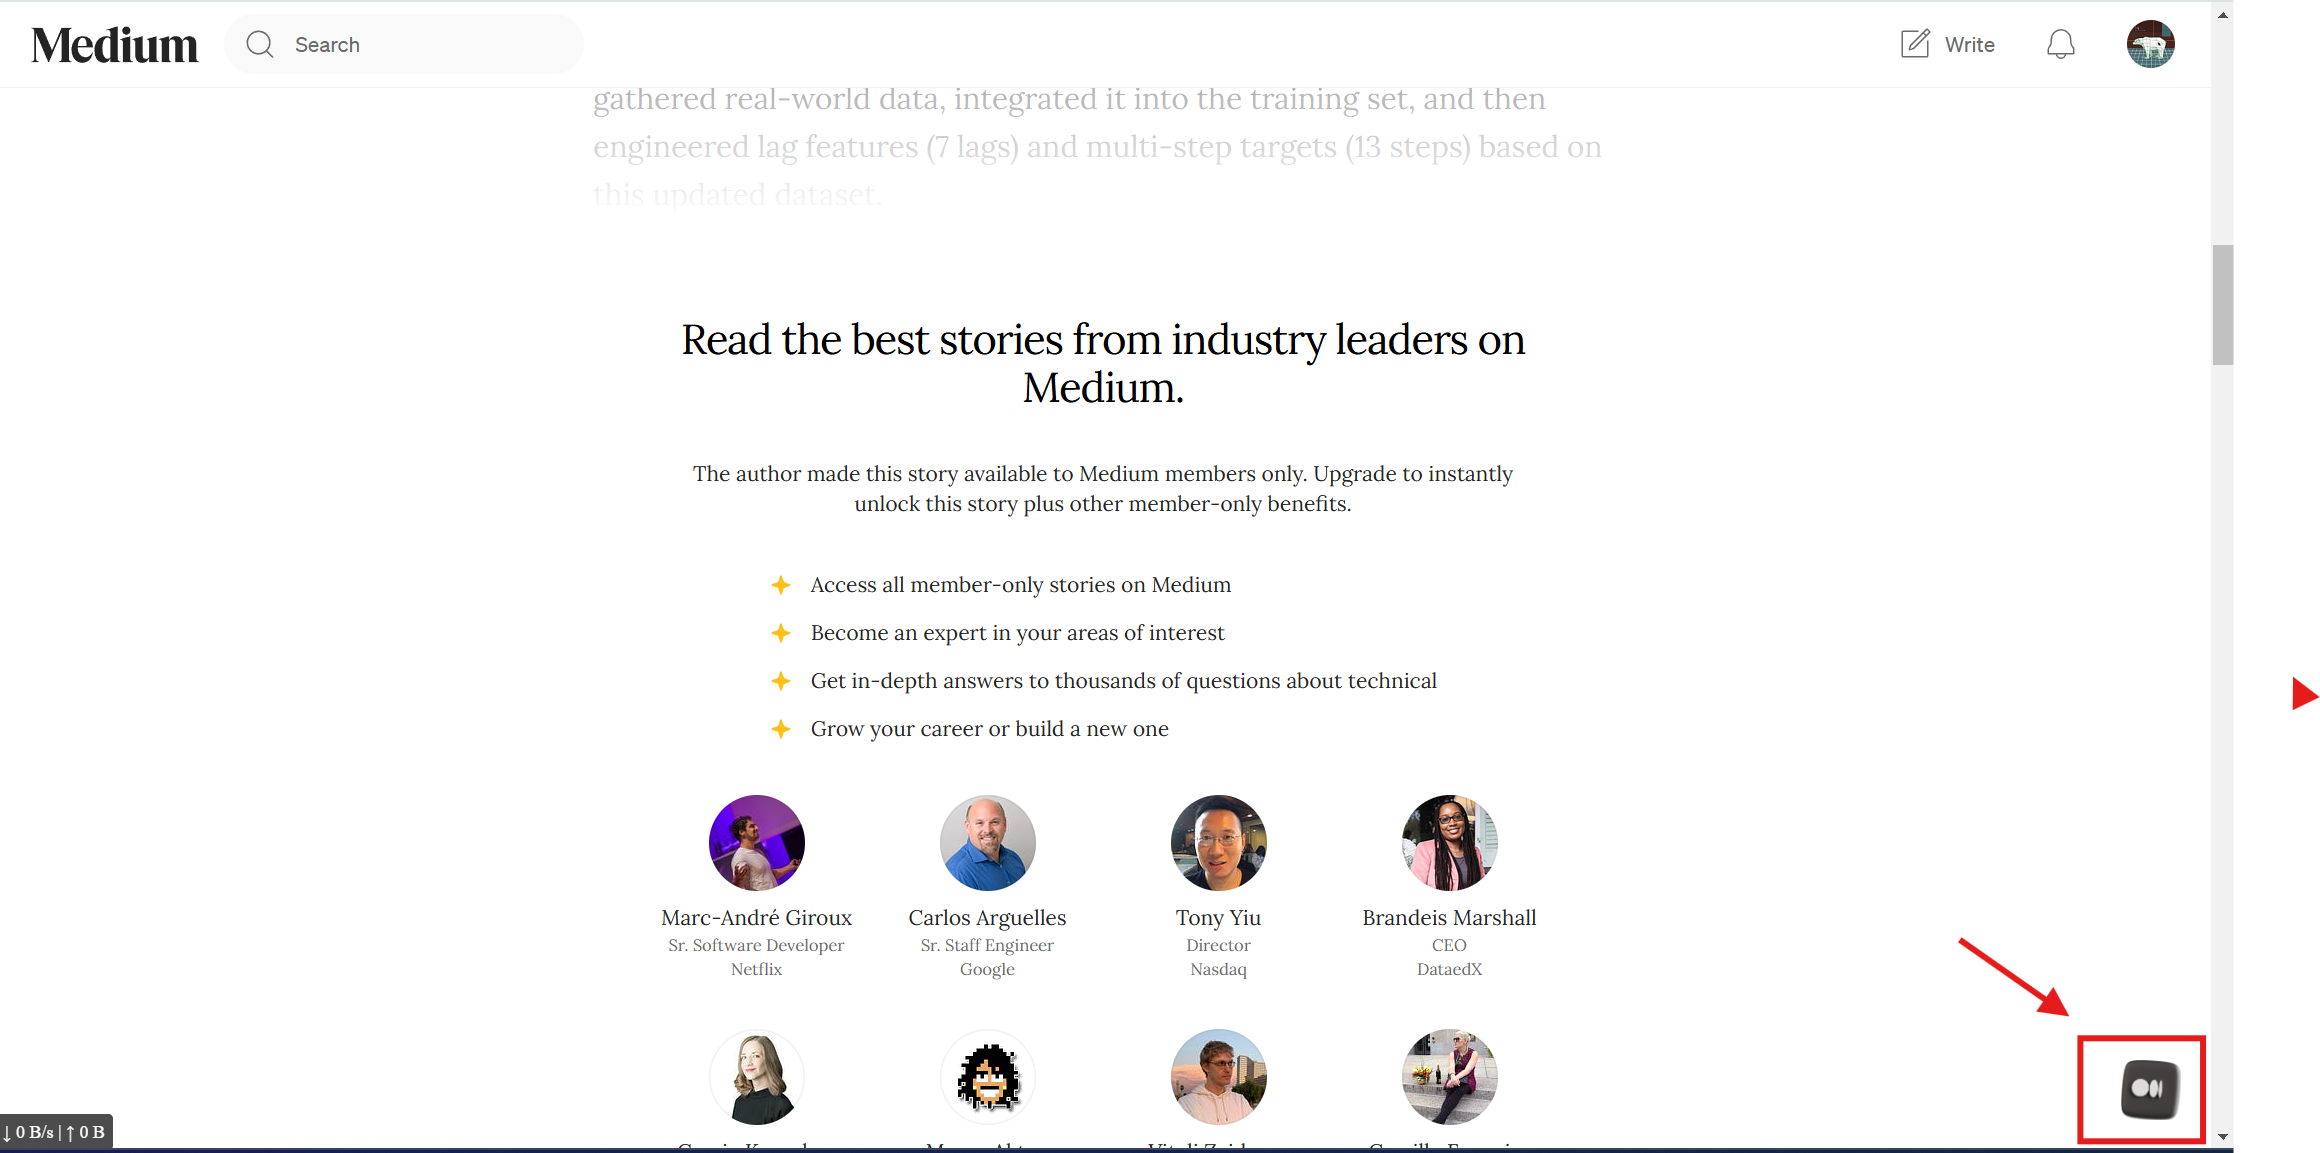 Medium
Search
Write
gathered real-world data, integrated it into the training set, and then
engineered lag features (7 lags) and multi-step targets (13 steps) based on
this updated dataset.
Read the best stories from industry leaders on
Medium.
The author made this story available to Medium members only. Upgrade to instantly
unlock this story plus other member-only benefits.
Access all member-only stories on Medium
Become an expert in your areas of interest
Get in-depth answers to thousands of questions about technical
Grow your career or build a new one
Marc-André Giroux
Sr. Software Developer
Netflix
Carlos Arguelles
Sr. Staff Engineer
Google
Tony Yiu
Director
Nasdaq
Brandeis Marshall
CEO
DataedX
↓ 0 B/s | ↑ 0 B